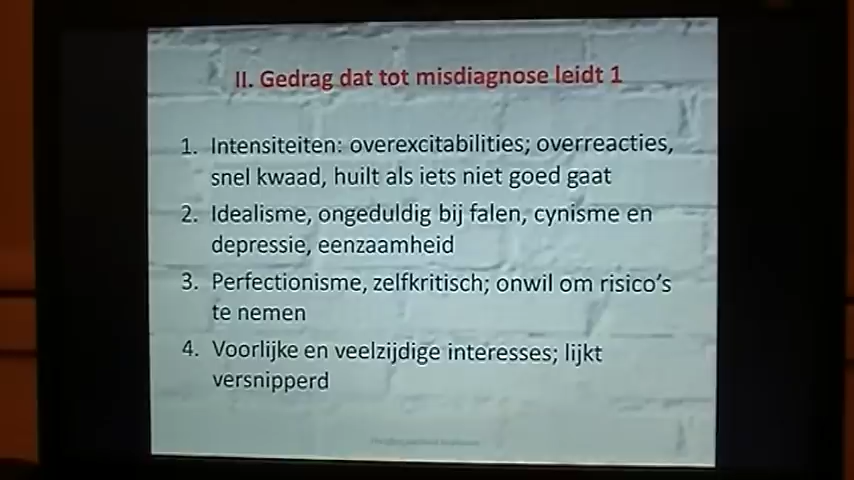 II. Gedrag dat tot misdiagnose leidt 1
1. Intensiteiten: overexcitabilities; overreacties,
snel kwaad, huilt als iets niet goed gaat
2. Idealisme, ongeduldig bij falen, cynisme en
depressie, eenzaamheid
3. Perfectionisme, zelfkritisch; onwil om risico's
te nemen
4. Voorlijke en veelzijdige interesses; lijkt
versnipperd